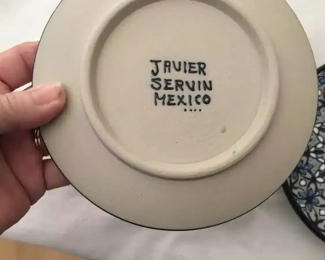 JAVIER
SERVIN
MEXICO
....